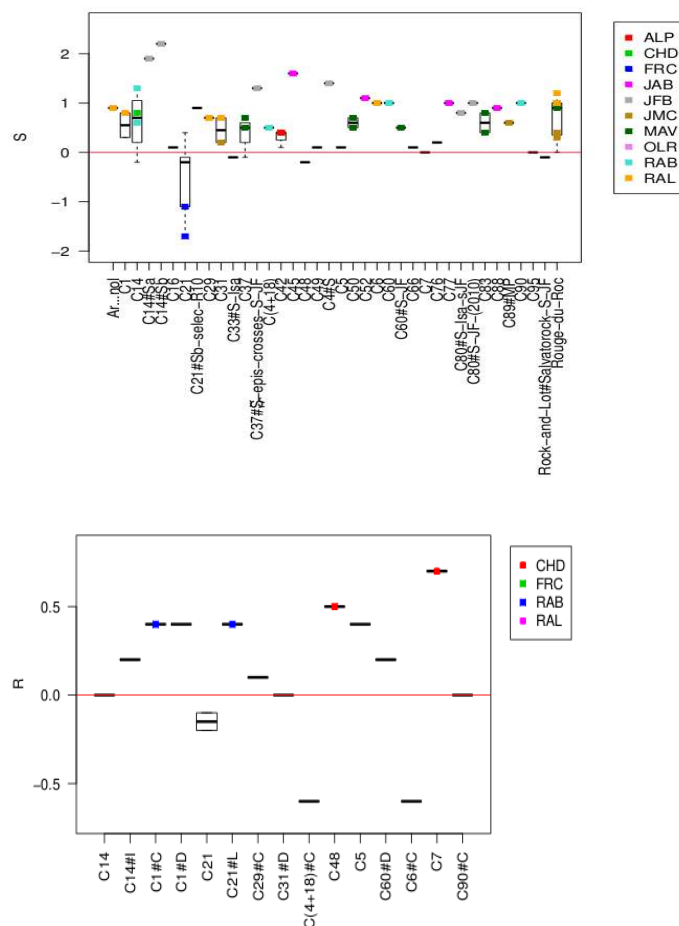 S
2
1
0
−1
−2
ALP
CHD
FRC
JAB
JFB
JMC
MAV
OLR
RAB
RAL
C1
C14
C14#Sa
C14#Sb
C16
C21
C21#Sb−selec−R10
C29
C31
C33#S−Isa
C37
C37#S−epis−crosses−S−JF
C(4+18)
C42
C45
C48
C49
C4#S
C5
C50
C52
C6
C60
C60#S−JF
C66
C7
C76
C77
C80#S−Isa−sJF
C80#S−JF−(2010)
C83
C88
C89#MP
C90
C95
Rock−and−Lot#Salvatorock−S−JF
Rouge−du−Roc
R
0.5
0.0
−0.5
CHD
FRC
RAB
RAL
C14
C14#I
C1#C
C1#D
C21
C21#L
C29#C
C31#D
C(4+18)#C
C48
C5
C60#D
C6#C
C7
C90#C